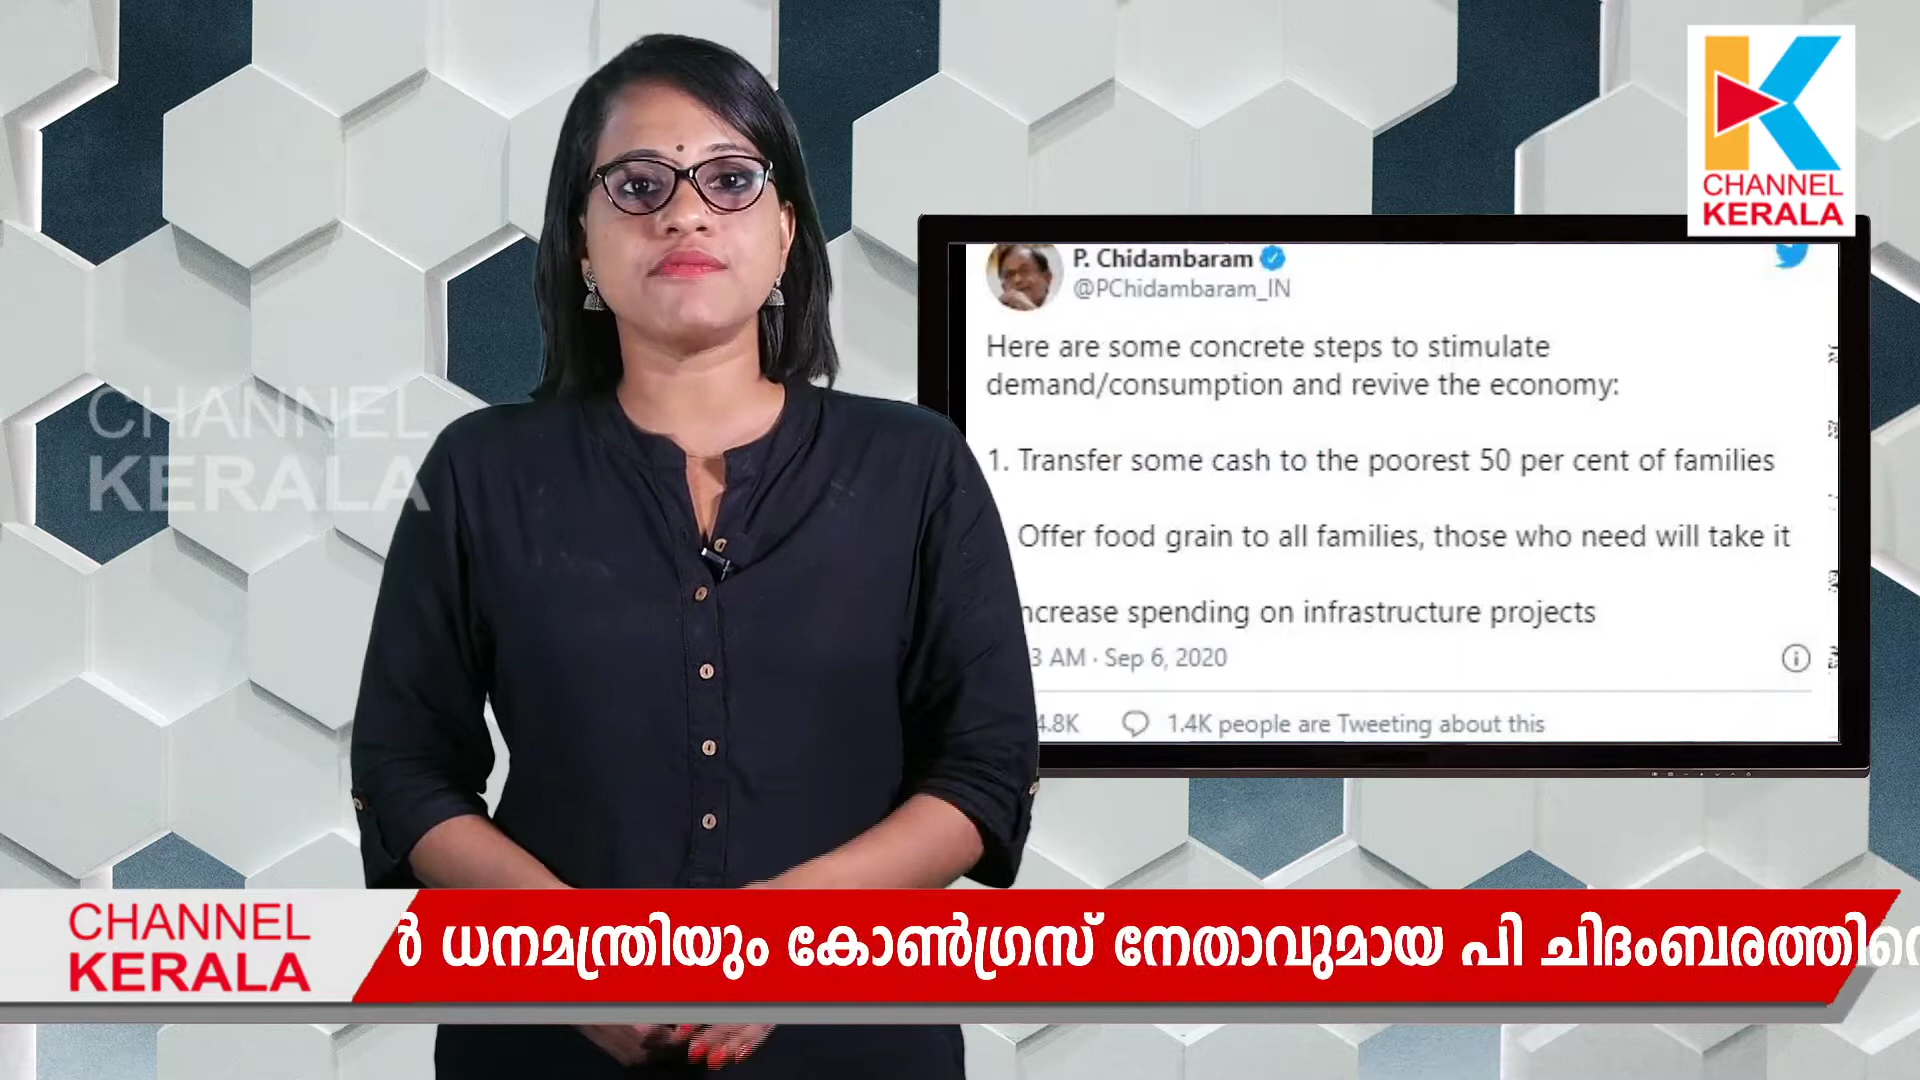 CHANNEL
KERALA
P. Chidambaram
@PChidambaram_IN
Here are some concrete steps to stimulate
demand/consumption and revive the economy:
1. Transfer some cash to the poorest 50 per cent of families
Offer food grain to all families, those who need will take it
ncrease spending on infrastructure projects
3 AM · Sep 6, 2020
4.8K 1.4K people are Tweeting about this
CHANNEL
KERALA
CHANNEL
KERALA
ർ ധനമന്ത്രിയും കോൺഗ്രസ് നേതാവുമായ പി ചിദംബരത്തിന